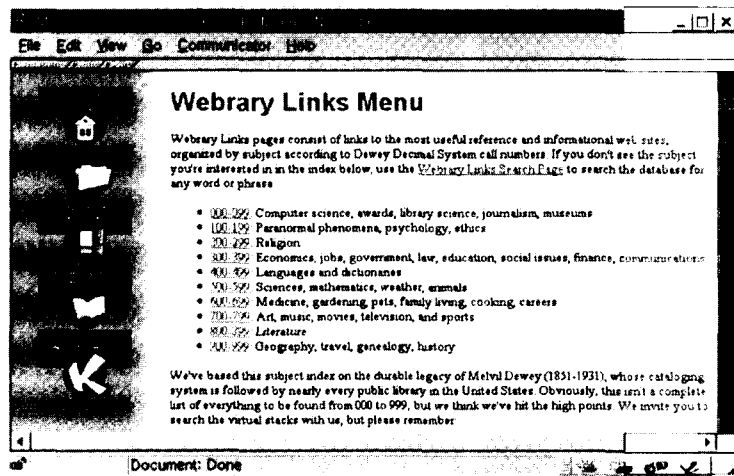 File Edit View Go Communicator Help
Webrary Links Menu
Webrary Links pages consist of links to the most useful reference and informational web sites,
organized by subject according to Dewey Decimal System call numbers. If you don't see the subject
you're interested in in the index below, use the Webrary Links Search Page to search the database for
any word or phrase
• 000-099 Computer science, awards, library science, journalism, museums
• 100-199 Paranormal phenomena, psychology, ethics
• 200-299 Religion
• 300-399 Economics, jobs, government, law, education, social issues, finance, communications
• 400-499 Languages and dictionaries
• 500-599 Sciences, mathematics, weather, animals
• 600-699 Medicine, gardening, pets, family living, cooking, careers
• 700-799 Art, music, movies, television, and sports
• 800-899 Literature
• 900-999 Geography, travel, genealogy, history
We've based this subject index on the durable legacy of Melvil Dewey (1851-1931), whose cataloging
system is followed by nearly every public library in the United States. Obviously, this isn't a complete
list of everything to be found from 000 to 999, but we think we've hit the high points. We invite you to
search the virtual stacks with us, but please remember
Document: Done